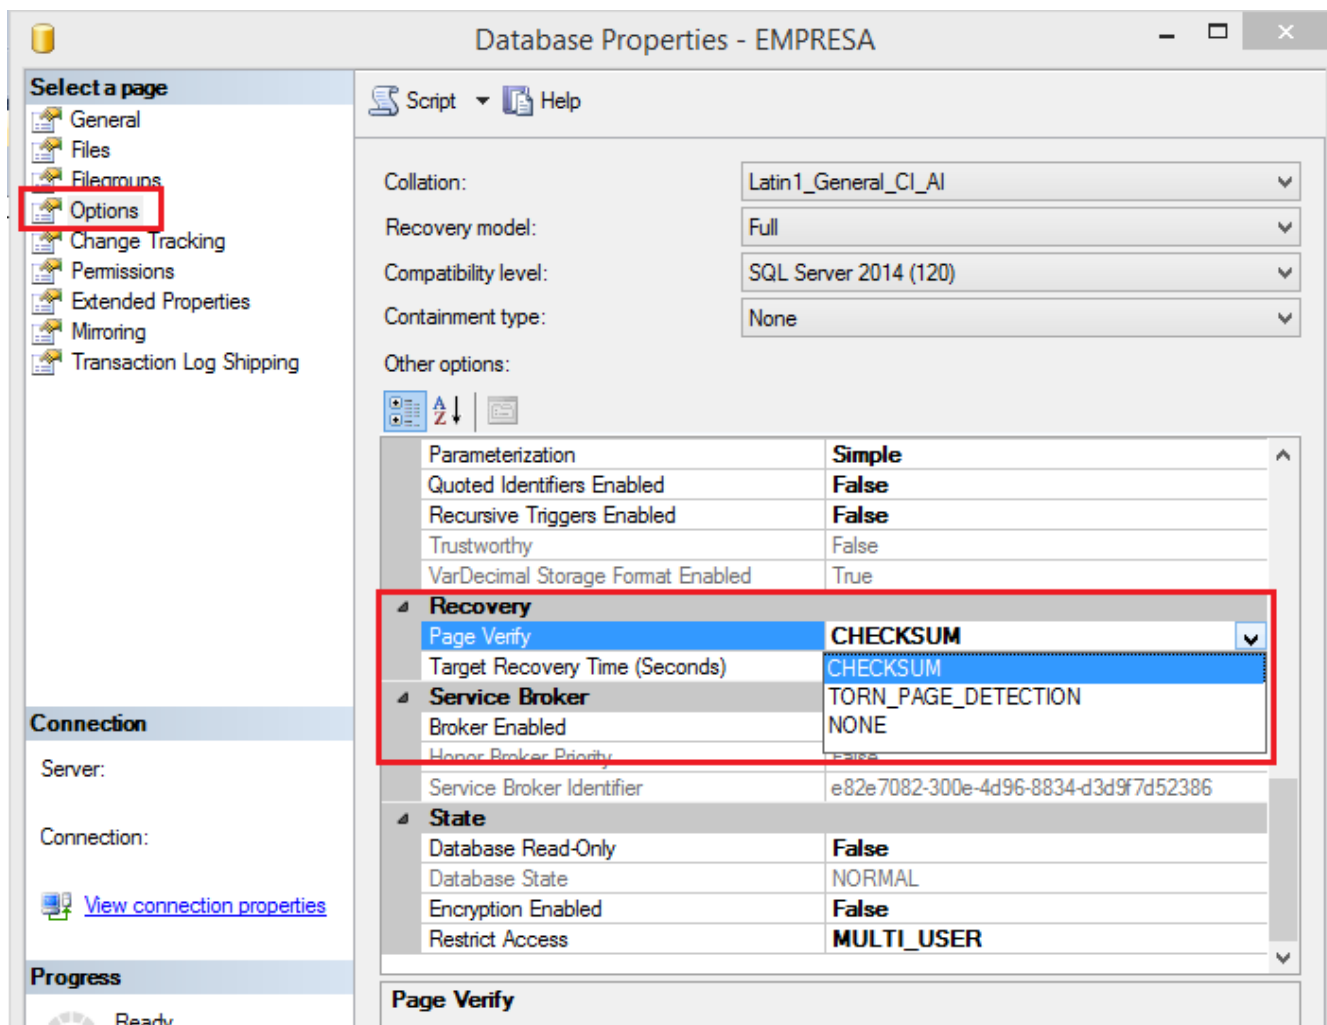 Database Properties - EMPRESA
Select a page
General
Files
Filegroups
Options
Change Tracking
Permissions
Extended Properties
Mirroring
Transaction Log Shipping
Connection
Server:
Connection:
View connection properties
Progress
Ready
Script
Help
Collation: Latin1_General_CI_AI
Recovery model: Full
Compatibility level: SQL Server 2014 (120)
Containment type: None
Other options:
Parameterization Simple
Quoted Identifiers Enabled False
Recursive Triggers Enabled False
Trustworthy False
VarDecimal Storage Format Enabled True
Recovery
Page Verify CHECKSUM
Target Recovery Time (Seconds)
CHECKSUM
TORN_PAGE_DETECTION
NONE
Service Broker
Broker Enabled
Honor Broker Priority False
Service Broker Identifier e82e7082-300e-4d96-8834-d3d9f7d52386
State
Database Read-Only False
Database State NORMAL
Encryption Enabled False
Restrict Access MULTI_USER
Page Verify